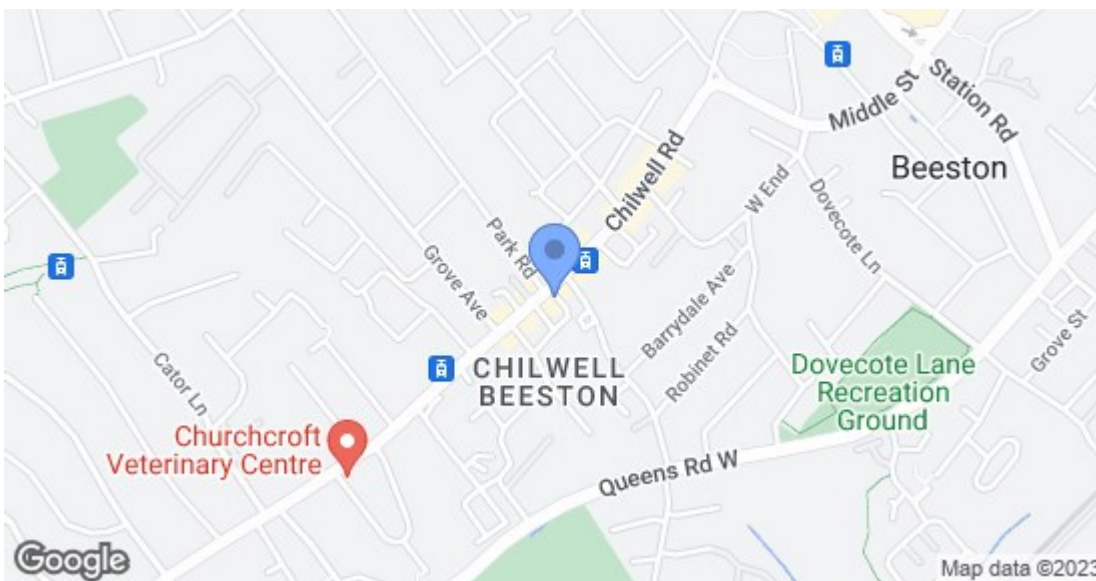 Middle St
Station Rd
Beeston
Chilwell Rd
W End
Dovecote Ln
Park Rd
Grove Ave
Barrydale Ave
Robinet Rd
Grove St
Cator Ln
CHILWELL
BEESTON
Dovecote Lane
Recreation
Ground
Churchcroft
Veterinary Centre
Queens Rd W
Google
Map data ©2023